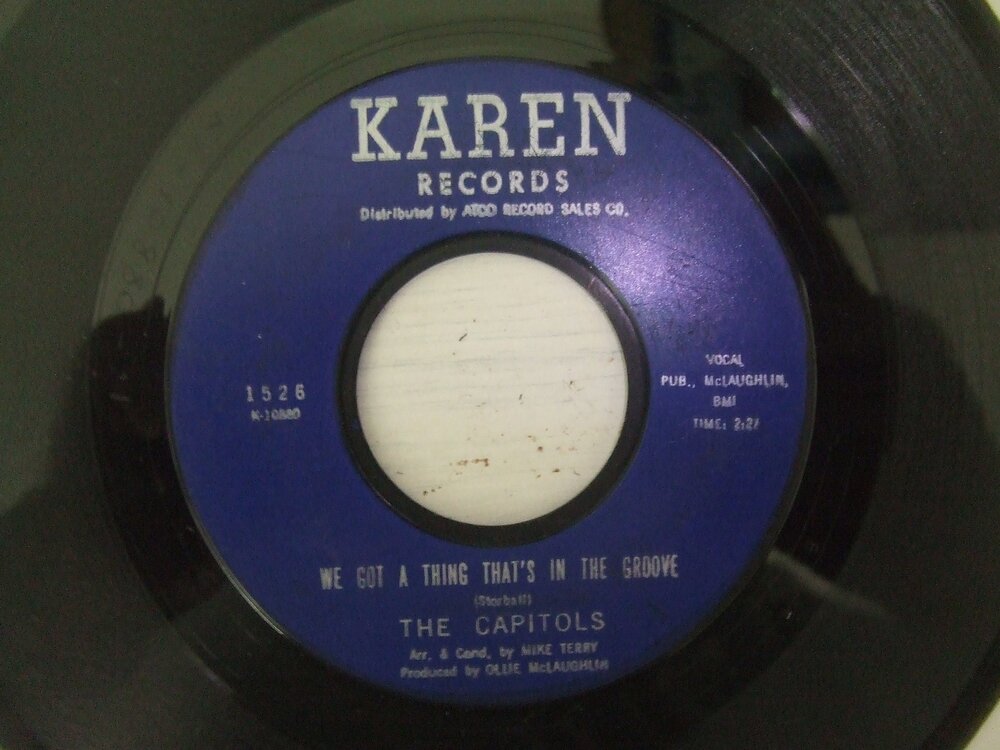 KAREN
RECORDS
Distributed by ATCO RECORD SALES CO.
1526
VOCAL
PUB., McLAUGHLIN,
BMI
TIME: 2:27
WE GOT A THING THAT'S IN THE GROOVE
(Storball)
THE CAPITOLS
Arr. & Cond. by MIKE TERRY
Produced by OLLIE McLAUGHLIN